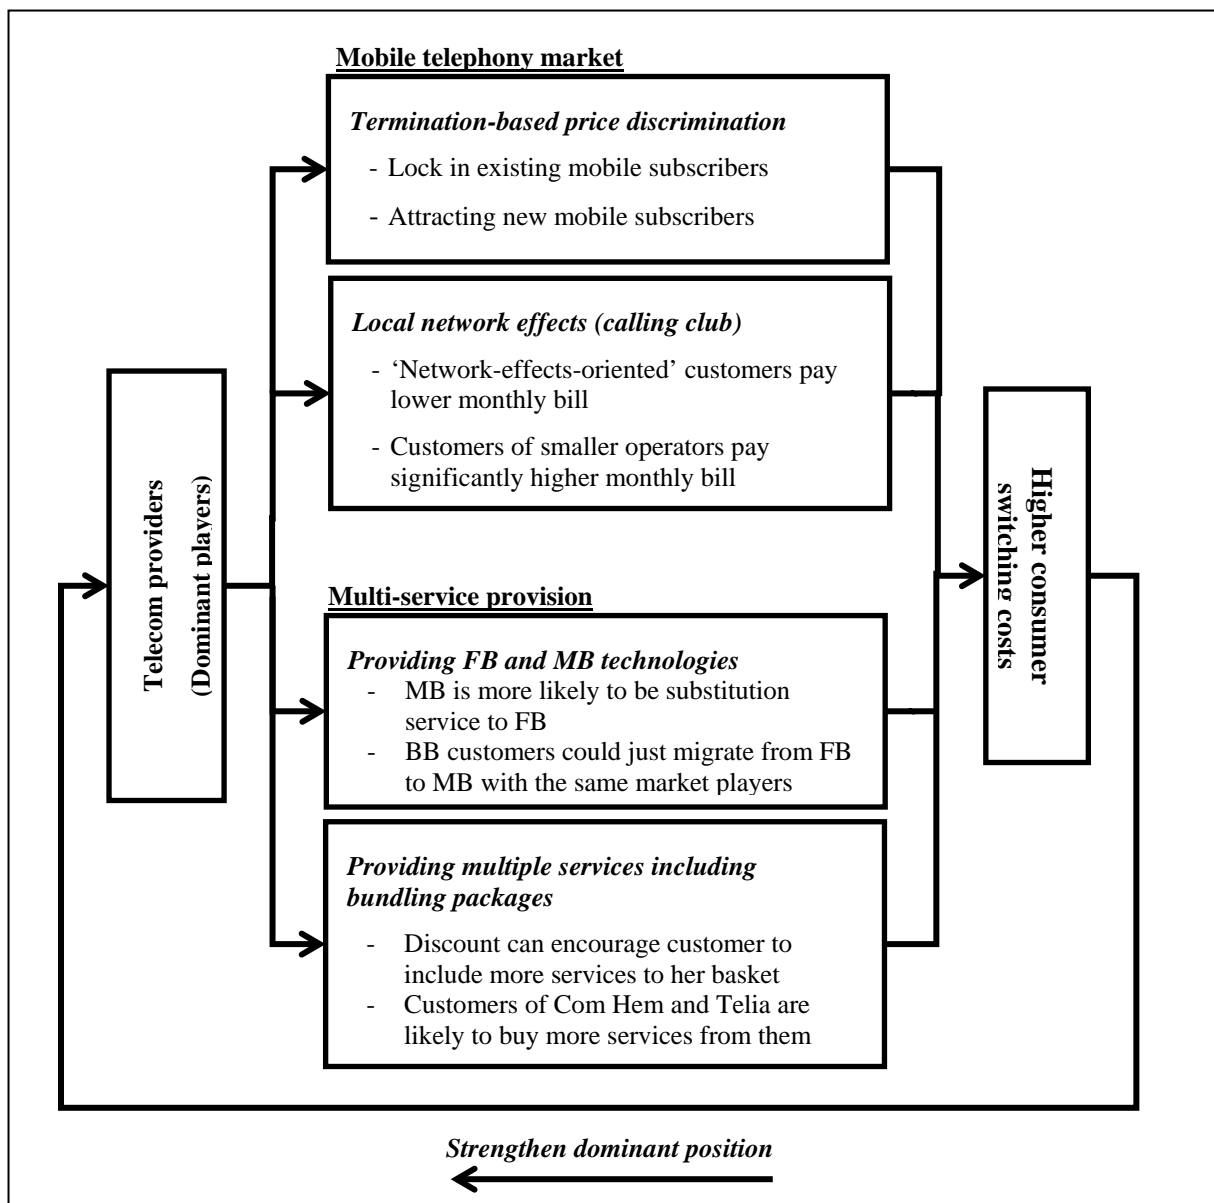 Mobile telephony market
Termination-based price discrimination
- Lock in existing mobile subscribers
- Attracting new mobile subscribers
Local network effects (calling club)
- ‘Network-effects-oriented’ customers pay
lower monthly bill
- Customers of smaller operators pay
significantly higher monthly bill
Telecom providers
(Dominant players)
Multi-service provision
Providing FB and MB technologies
- MB is more likely to be substitution
service to FB
- BB customers could just migrate from FB
to MB with the same market players
Providing multiple services including
bundling packages
- Discount can encourage customer to
include more services to her basket
- Customers of Com Hem and Telia are
likely to buy more services from them
Higher consumer
switching costs
Strengthen dominant position